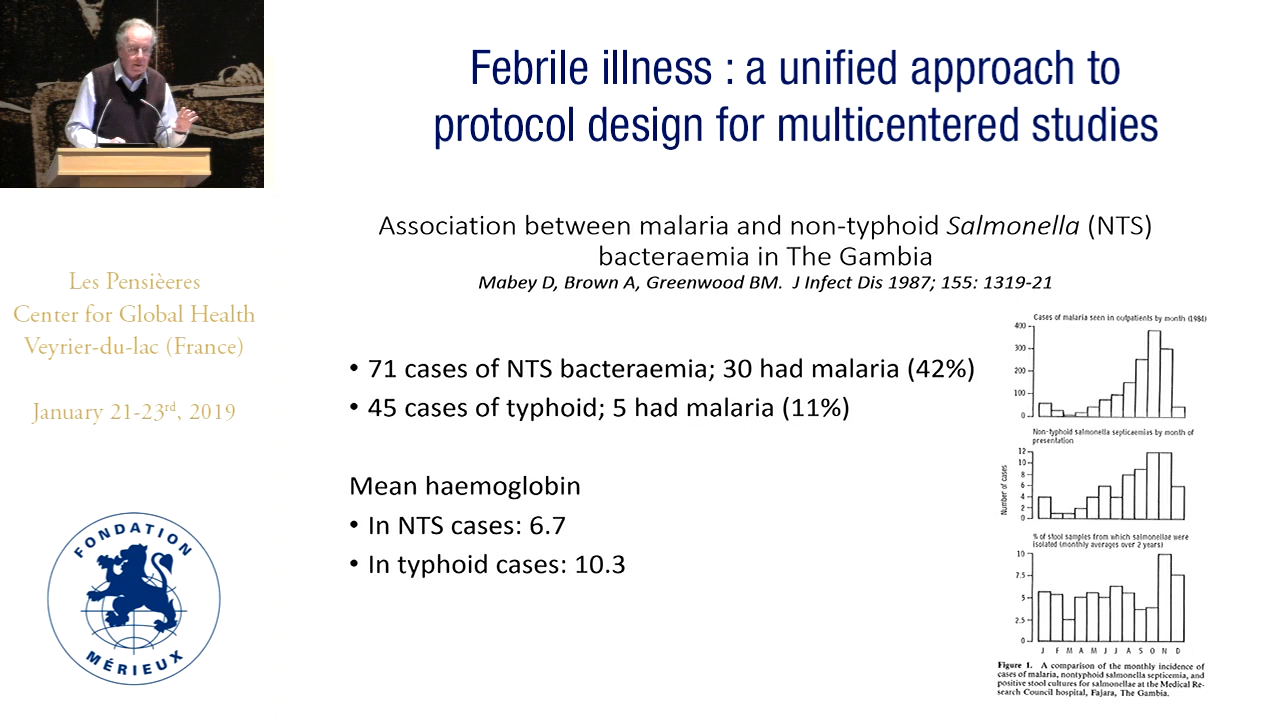 Febrile illness : a unified approach to
protocol design for multicentered studies
Association between malaria and non-typhoid Salmonella (NTS)
bacteraemia in The Gambia
Mabey D, Brown A, Greenwood BM. J Infect Dis 1987; 155: 1319-21
Les Pensièeres
Center for Global Health
Veyrier-du-lac (France)
January 21-23rd, 2019
FONDATION
MÉRIEUX
• 71 cases of NTS bacteraemia; 30 had malaria (42%)
• 45 cases of typhoid; 5 had malaria (11%)
Mean haemoglobin
• In NTS cases: 6.7
• In typhoid cases: 10.3
Cases of malaria seen in outpatients by month (1984)
400
300
200
100
0
Non-typhoid salmonella septicaemias by month of
presentation
Number of cases
12
10
8
6
4
2
0
% of stool samples from which salmonellae were
isolated (monthly averages over 2 years)
10
7.5
5
2.5
0
J F M A M J J A S O N D
Figure 1. A comparison of the monthly incidence of
cases of malaria, nontyphoid salmonella septicemia, and
positive stool cultures for salmonellae at the Medical Re-
search Council hospital, Fajara, The Gambia.